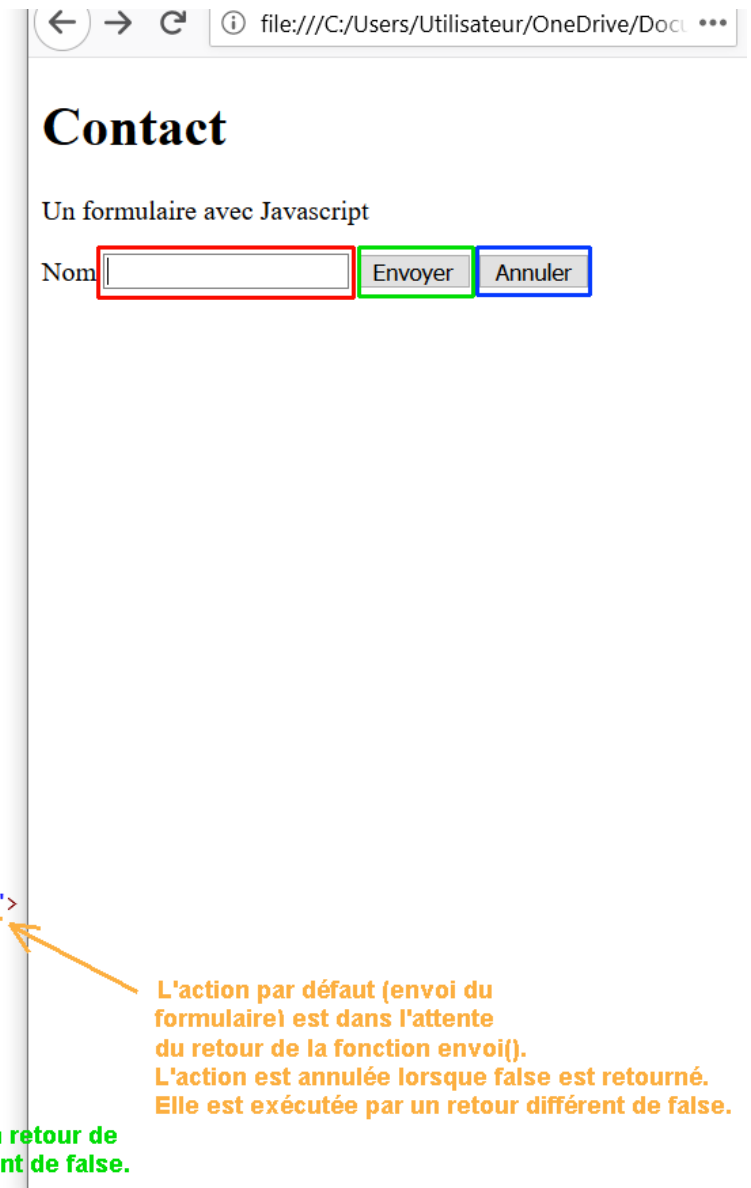 file:///C:/Users/Utilisateur/OneDrive/Doc
Contact
Un formulaire avec Javascript
Nom Envoyer Annuler
">
L'action par défaut (envoi du
formulaire) est dans l'attente
du retour de la fonction envoi().
L'action est annulée lorsque false est retourné.
Elle est exécutée par un retour différent de false.
retour de
de false.